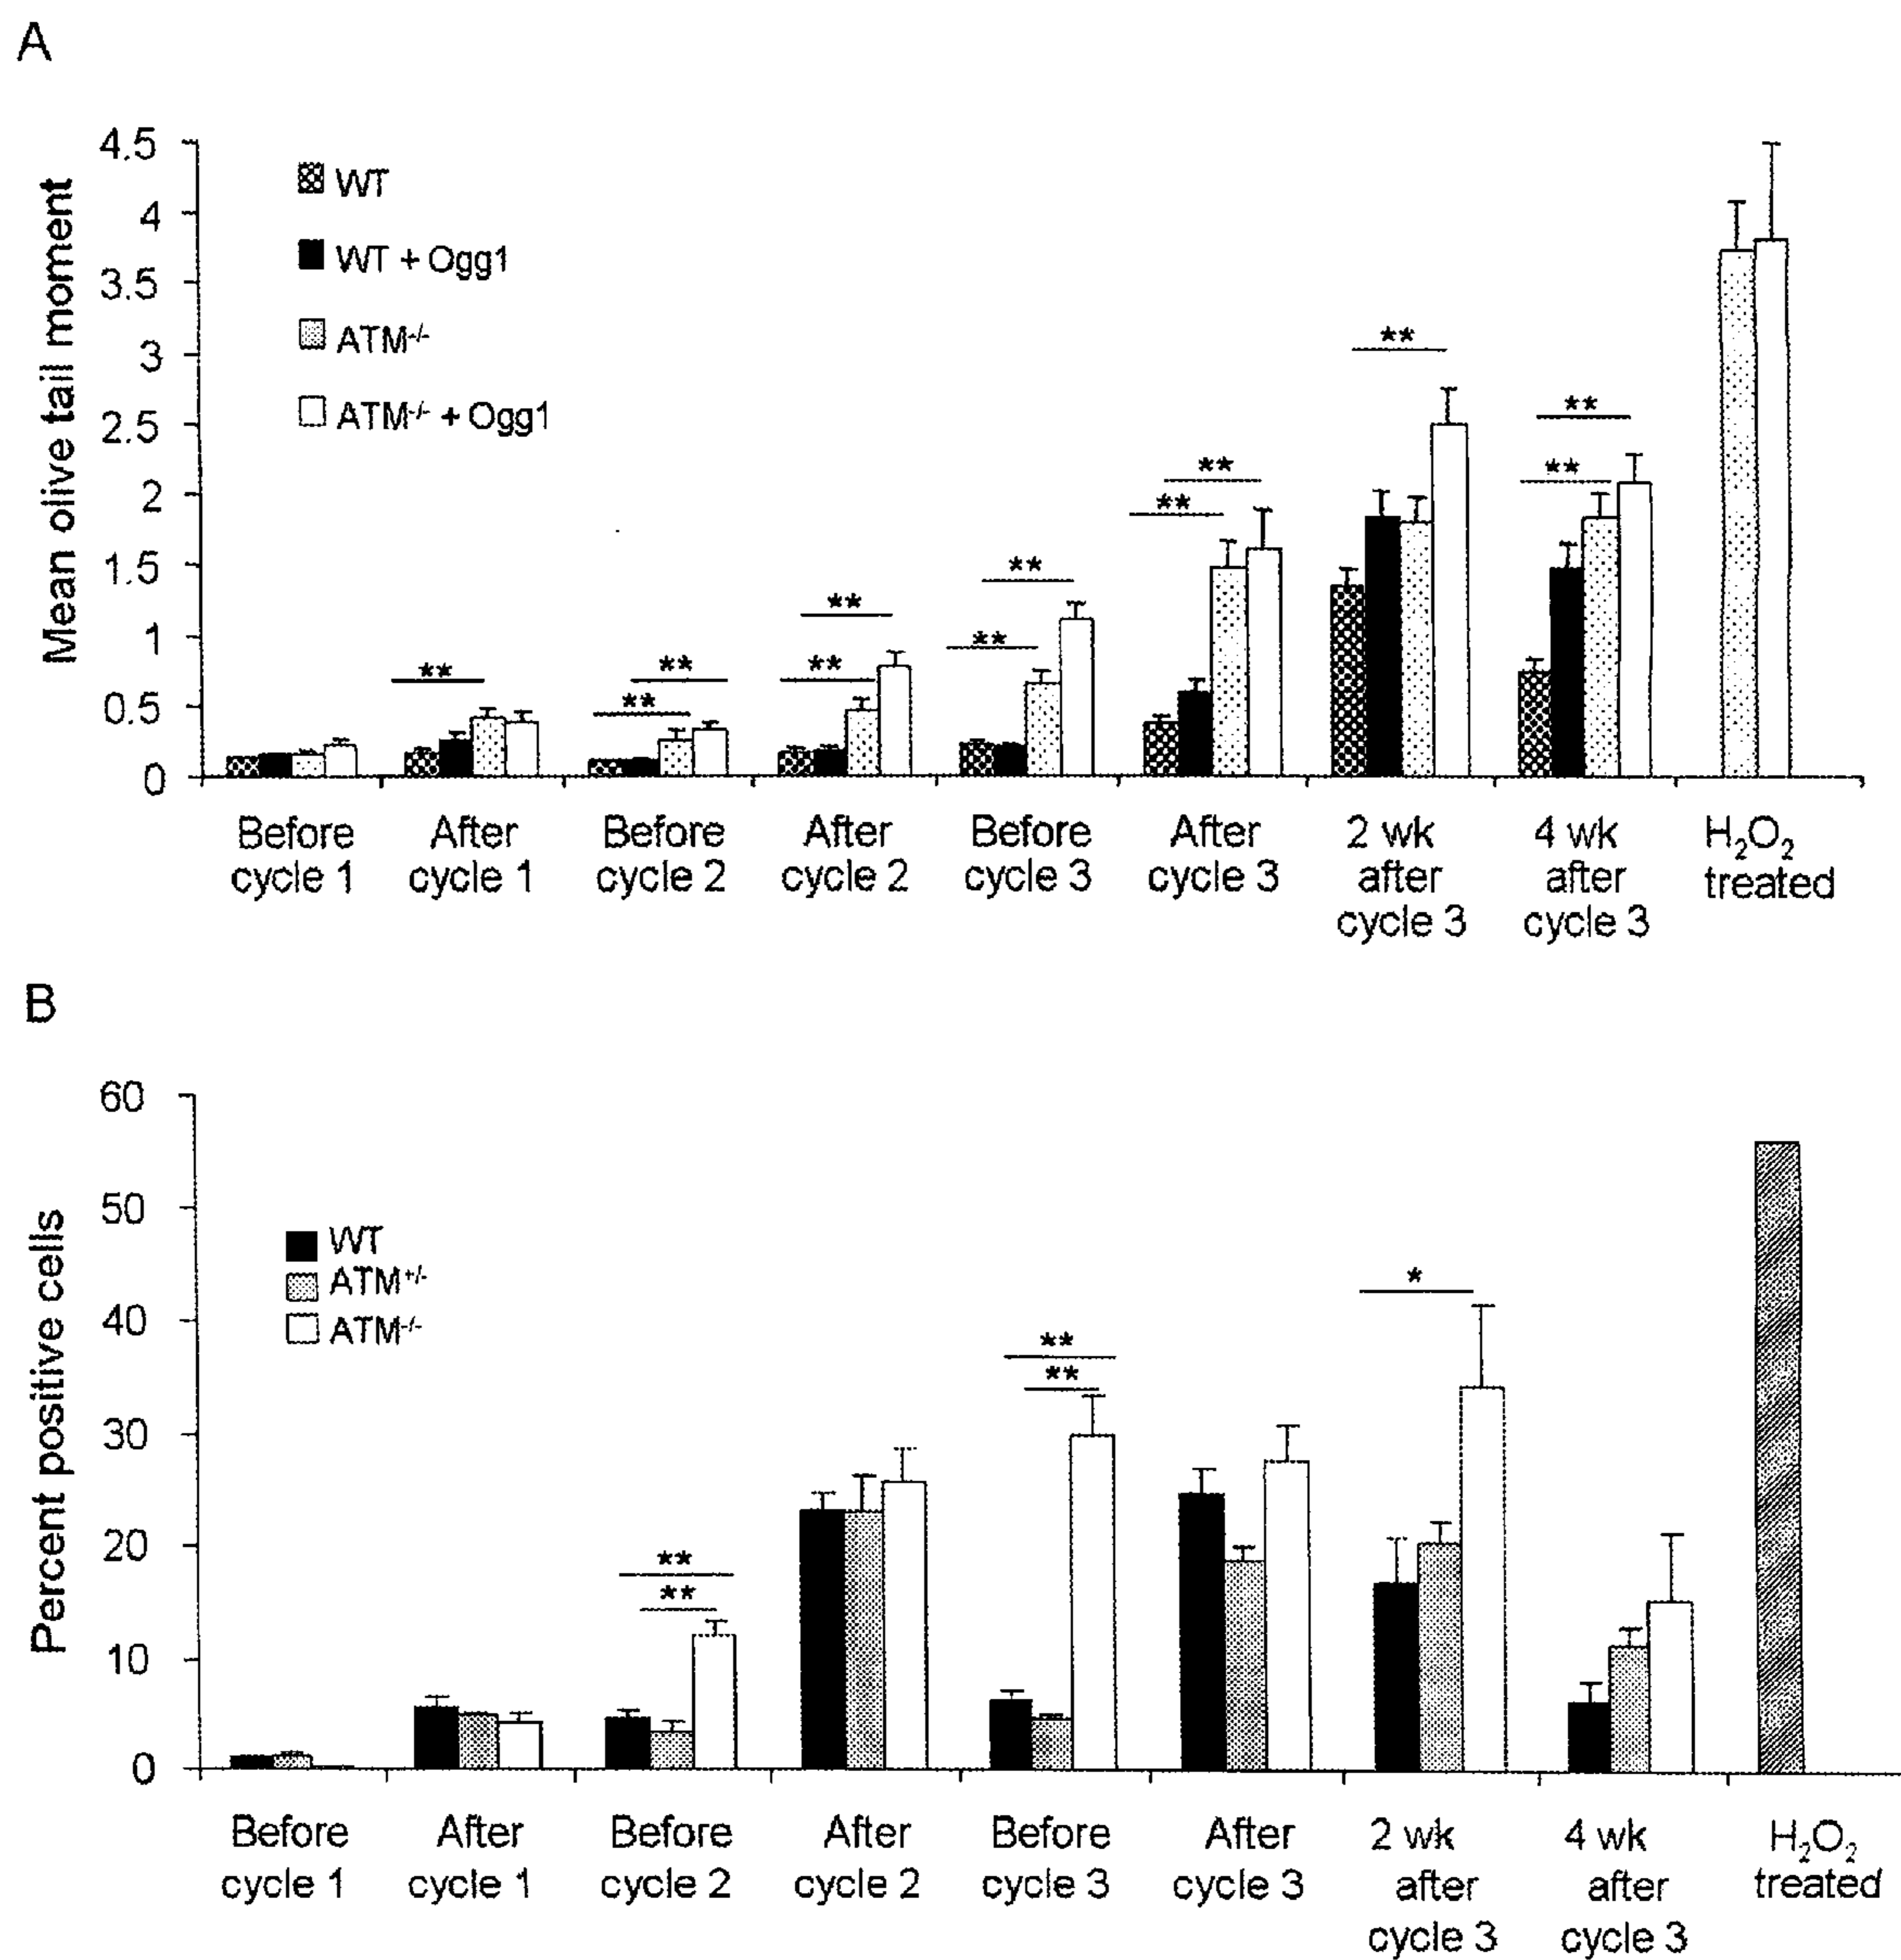 A
Mean olive tail moment
4.5
4
3.5
3
2.5
2
1.5
1
0.5
0
WT
WT + Ogg1
ATM-/-
ATM-/- + Ogg1
**
**
**
**
**
**
**
**
**
**
**
**
Before cycle 1
After cycle 1
Before cycle 2
After cycle 2
Before cycle 3
After cycle 3
2 wk after cycle 3
4 wk after cycle 3
H₂O₂ treated
B
Percent positive cells
60
50
40
30
20
10
0
WT
ATM+/-
ATM-/-
**
**
**
**
*
Before cycle 1
After cycle 1
Before cycle 2
After cycle 2
Before cycle 3
After cycle 3
2 wk after cycle 3
4 wk after cycle 3
H₂O₂ treated